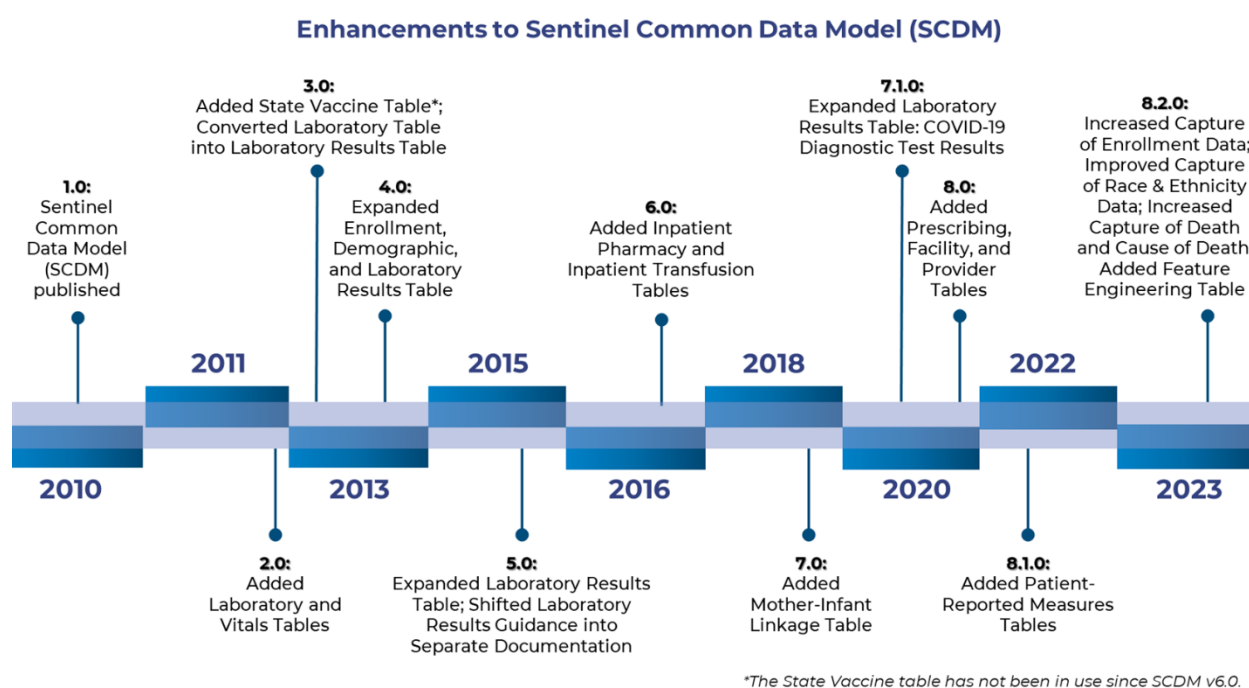 Enhancements to Sentinel Common Data Model (SCDM)
1.0:
Sentinel
Common
Data Model
(SCDM)
published
3.0:
Added State Vaccine Table*;
Converted Laboratory Table
into Laboratory Results Table
4.0:
Expanded
Enrollment,
Demographic,
and Laboratory
Results Table
6.0:
Added Inpatient
Pharmacy and
Inpatient Transfusion
Tables
7.1.0:
Expanded Laboratory
Results Table: COVID-19
Diagnostic Test Results
8.0:
Added
Prescribing,
Facility, and
Provider
Tables
8.2.0:
Increased Capture
of Enrollment Data;
Improved Capture
of Race & Ethnicity
Data; Increased
Capture of Death
and Cause of Death
Added Feature
Engineering Table
2011
2015
2018
2022
2010
2013
2016
2020
2023
2.0:
Added
Laboratory and
Vitals Tables
5.0:
Expanded Laboratory Results
Table; Shifted Laboratory
Results Guidance into
Separate Documentation
7.0:
Added
Mother-Infant
Linkage Table
8.1.0:
Added Patient-
Reported Measures
Tables
*The State Vaccine table has not been in use since SCDM v6.0.